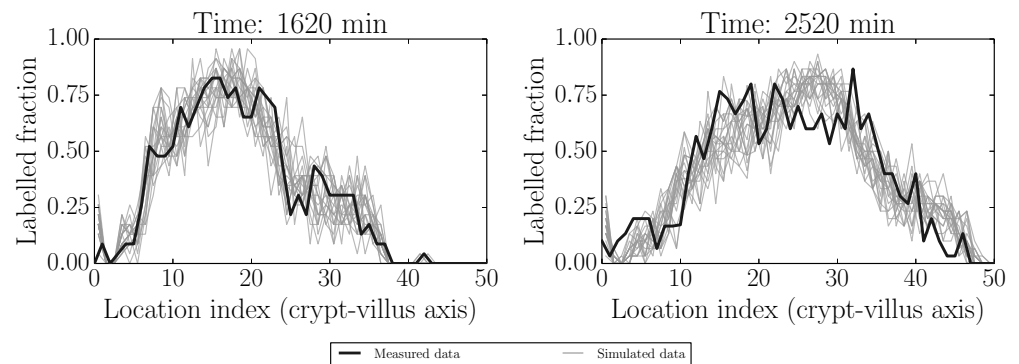 Time: 1620 min
1.00
0.75
0.50
0.25
0.00
Labelled fraction
0 10 20 30 40 50
Location index (crypt-villus axis)
Time: 2520 min
1.00
0.75
0.50
0.25
0.00
Labelled fraction
0 10 20 30 40 50
Location index (crypt-villus axis)
Measured data
Simulated data